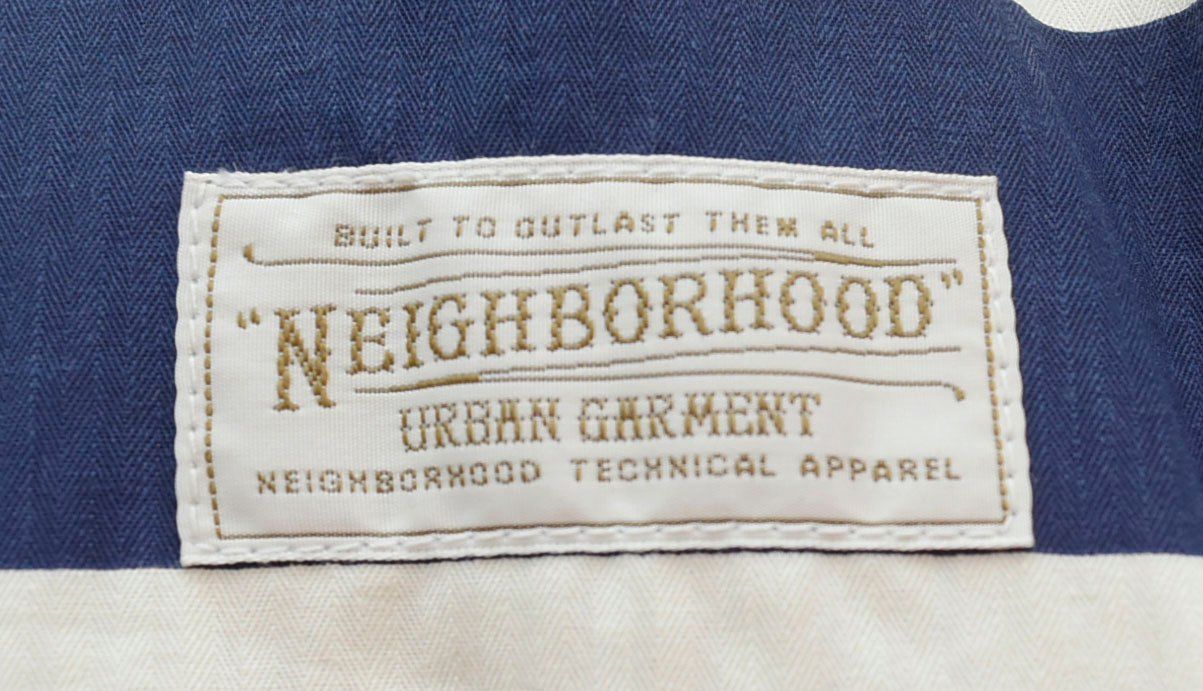 BUILT TO OUTLAST THEM ALL
“NEIGHBORHOOD”
URBAN GARMENT
NEIGHBORHOOD TECHNICAL APPAREL